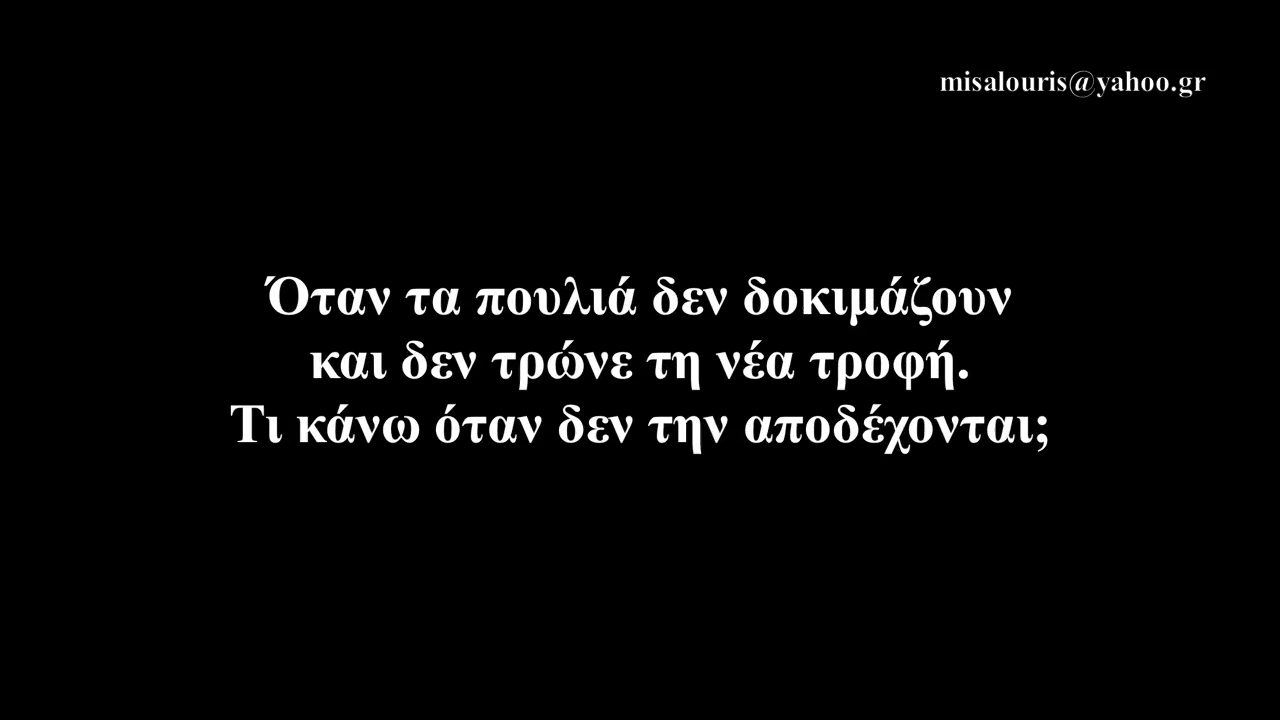 misalouris@yahoo.gr
Όταν τα πουλιά δεν δοκιμάζουν
και δεν τρώνε τη νέα τροφή.
Τι κάνω όταν δεν την αποδέχονται;